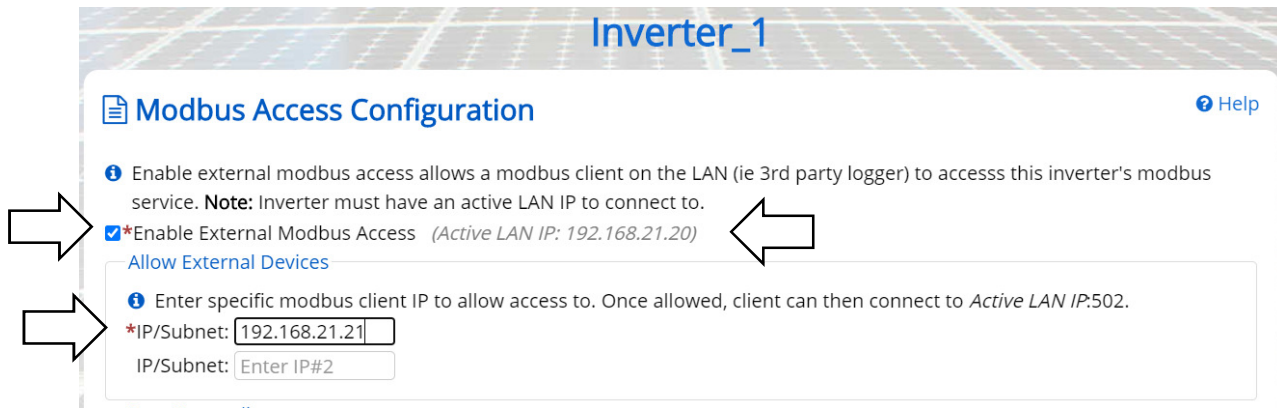 Inverter_1
Modbus Access Configuration
Help
Enable external modbus access allows a modbus client on the LAN (ie 3rd party logger) to accesss this inverter's modbus
service. Note: Inverter must have an active LAN IP to connect to.
*Enable External Modbus Access (Active LAN IP: 192.168.21.20)
Allow External Devices
Enter specific modbus client IP to allow access to. Once allowed, client can then connect to Active LAN IP:502.
*IP/Subnet: 192.168.21.21
IP/Subnet: Enter IP#2